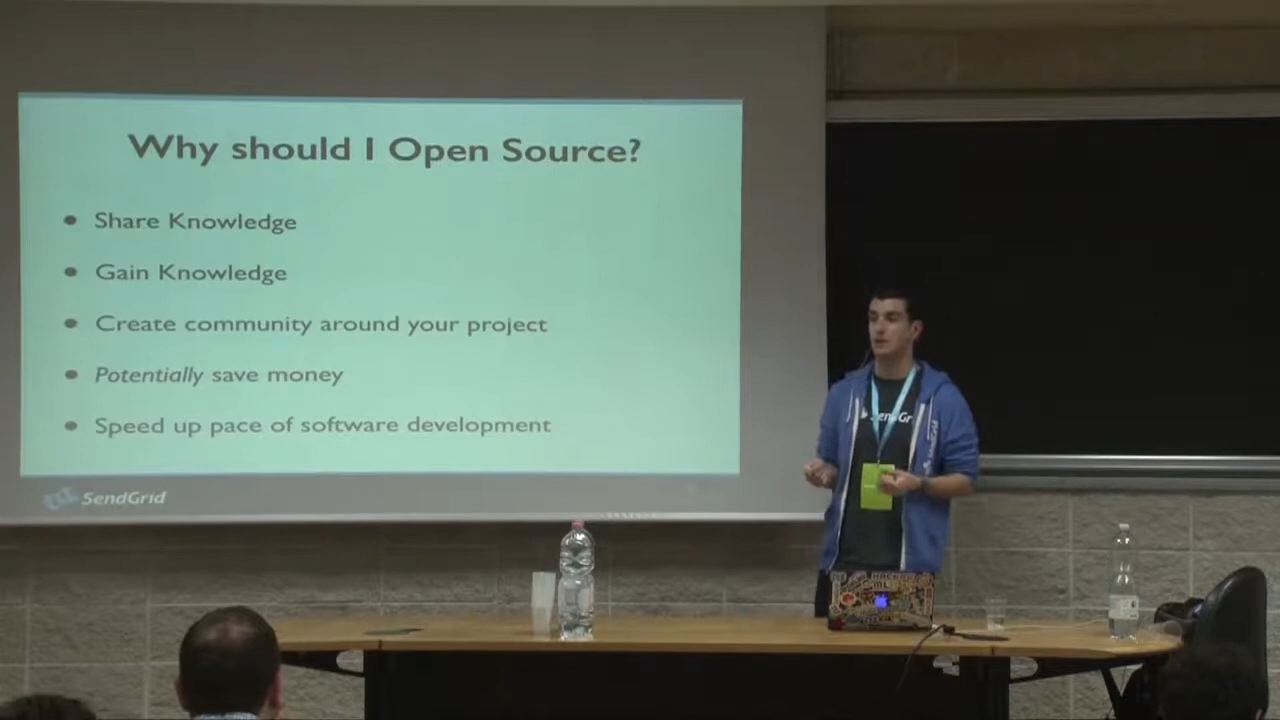 Why should I Open Source?
• Share Knowledge
• Gain Knowledge
• Create community around your project
• Potentially save money
• Speed up pace of software development
SendGrid